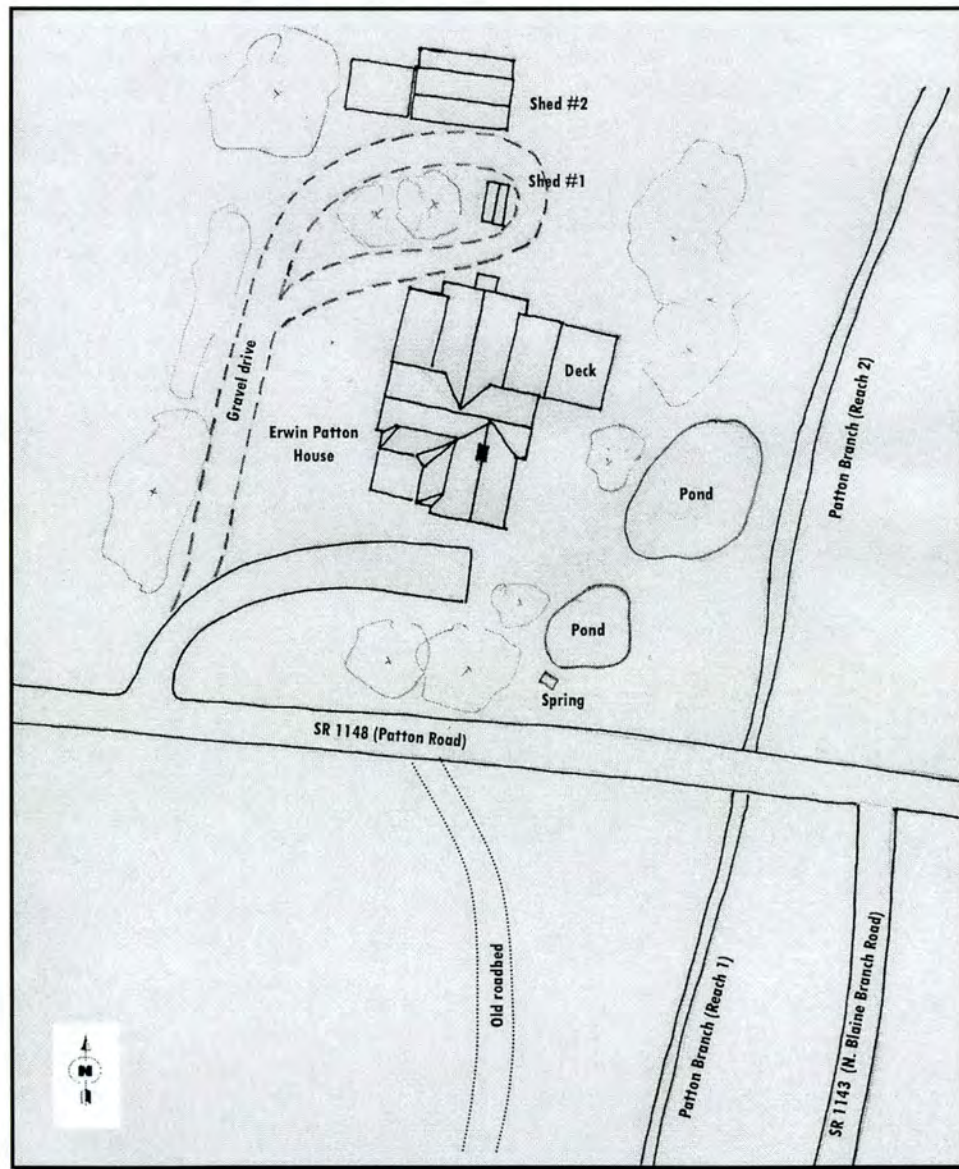 Shed #2
Shed #1
Gravel drive
Deck
Patton Branch (Reach 2)
Erwin Patton
House
Pond
Pond
Spring
SR 1148 (Patton Road)
Old roadbed
Patton Branch (Reach 1)
SR 1143 (N. Blaine Branch Road)
N